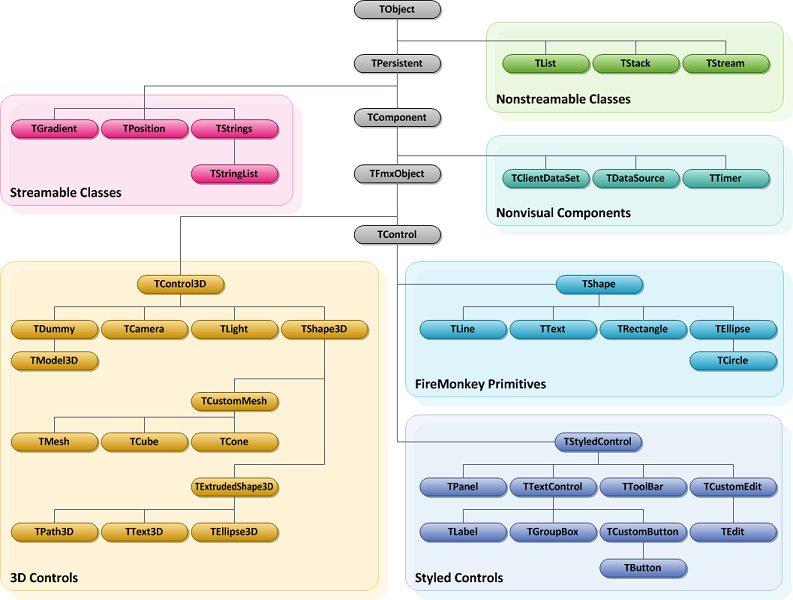 TObject
TPersistent
TList
TStack
TStream
Nonstreamable Classes
TGradient
TPosition
TStrings
TStringList
Streamable Classes
TComponent
TFmxObject
TClientDataSet
TDataSource
TTimer
Nonvisual Components
TControl
TControl3D
TDummy
TCamera
TLight
TShape3D
TModel3D
TCustomMesh
TMesh
TCube
TCone
TExtrudedShape3D
TPath3D
TText3D
TEllipse3D
3D Controls
TShape
TLine
TText
TRectangle
TEllipse
TCircle
FireMonkey Primitives
TStyledControl
TPanel
TTextControl
TToolBar
TCustomEdit
TLabel
TGroupBox
TCustomButton
TEdit
TButton
Styled Controls